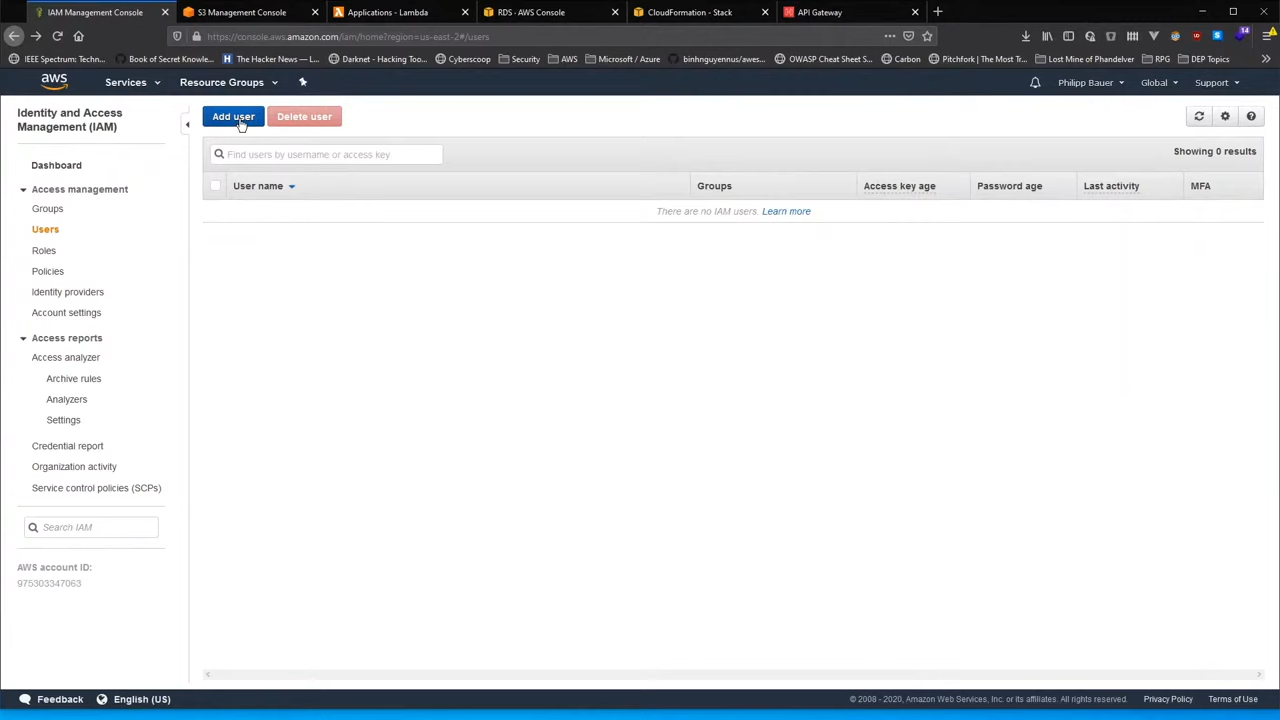 IAM Management Console
S3 Management Console
Applications - Lambda
RDS - AWS Console
CloudFormation - Stack
API Gateway
https://console.aws.amazon.com/iam/home?region=us-east-2#/users
14
IEEE Spectrum: Techn...
Book of Secret Knowle...
The Hacker News — L...
Darknet - Hacking Too...
Cyberscoop
Security
AWS
Microsoft / Azure
binhnguyennus/awes...
OWASP Cheat Sheet S...
Carbon
Pitchfork | The Most Tr...
Lost Mine of Phandelver
RPG
DEP Topics
aws
Services
Resource Groups
Philipp Bauer
Global
Support
Identity and Access
Management (IAM)
Dashboard
Access management
Groups
Users
Roles
Policies
Identity providers
Account settings
Access reports
Access analyzer
Archive rules
Analyzers
Settings
Credential report
Organization activity
Service control policies (SCPs)
Search IAM
AWS account ID:
975303347063
Add user
Delete user
Find users by username or access key
Showing 0 results
User name
Groups
Access key age
Password age
Last activity
MFA
There are no IAM users. Learn more
Feedback
English (US)
© 2008 - 2020, Amazon Web Services, Inc. or its affiliates. All rights reserved.
Privacy Policy
Terms of Use